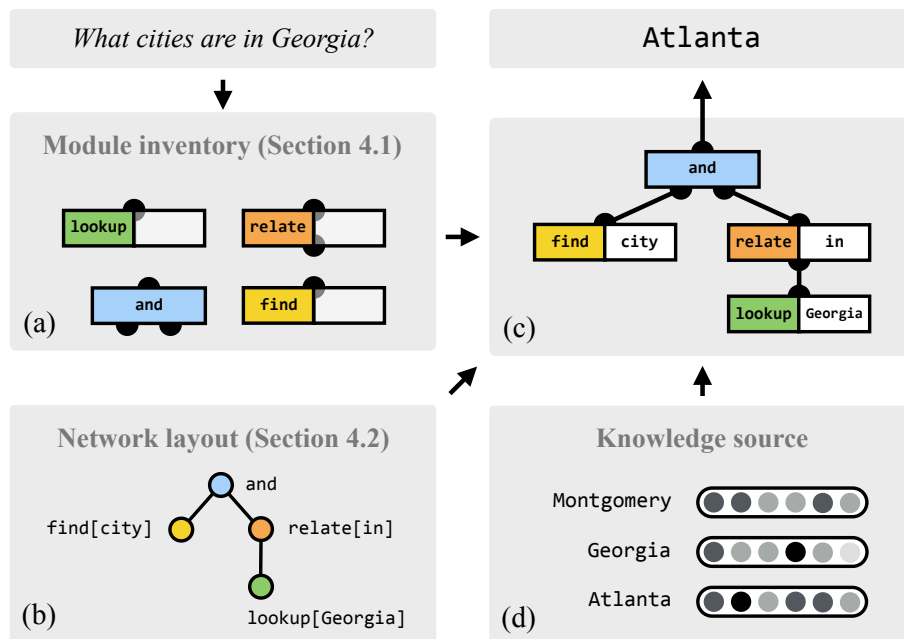 What cities are in Georgia?
Atlanta
Module inventory (Section 4.1)
lookup
relate
and
find
(a)
and
find city
relate in
lookup Georgia
(c)
Network layout (Section 4.2)
and
find[city]
relate[in]
lookup[Georgia]
(b)
Knowledge source
Montgomery
Georgia
Atlanta
(d)